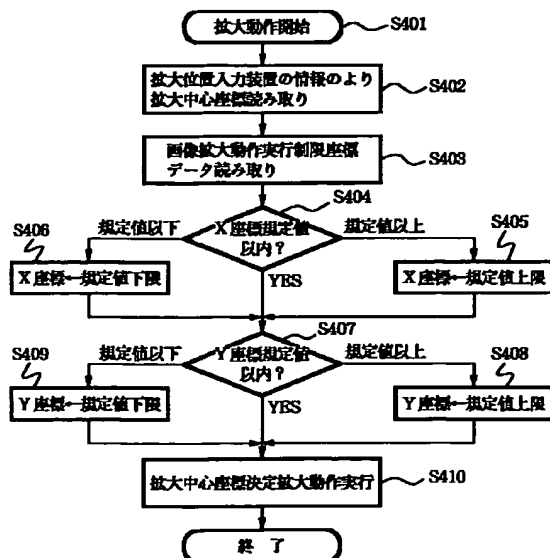 拡大動作開始
S401
拡大位置入力装置の情報のより
拡大中心座標読み取り
S402
画像拡大動作実行制限座標
データ読み取り
S403
S404
X座標規定値
以内?
規定値以下
規定値以上
YES
S406
X座標←規定値下限
S405
X座標←規定値上限
S407
Y座標規定値
以内?
規定値以下
規定値以上
YES
S409
Y座標←規定値下限
S408
Y座標←規定値上限
拡大中心座標決定拡大動作実行
S410
終 了